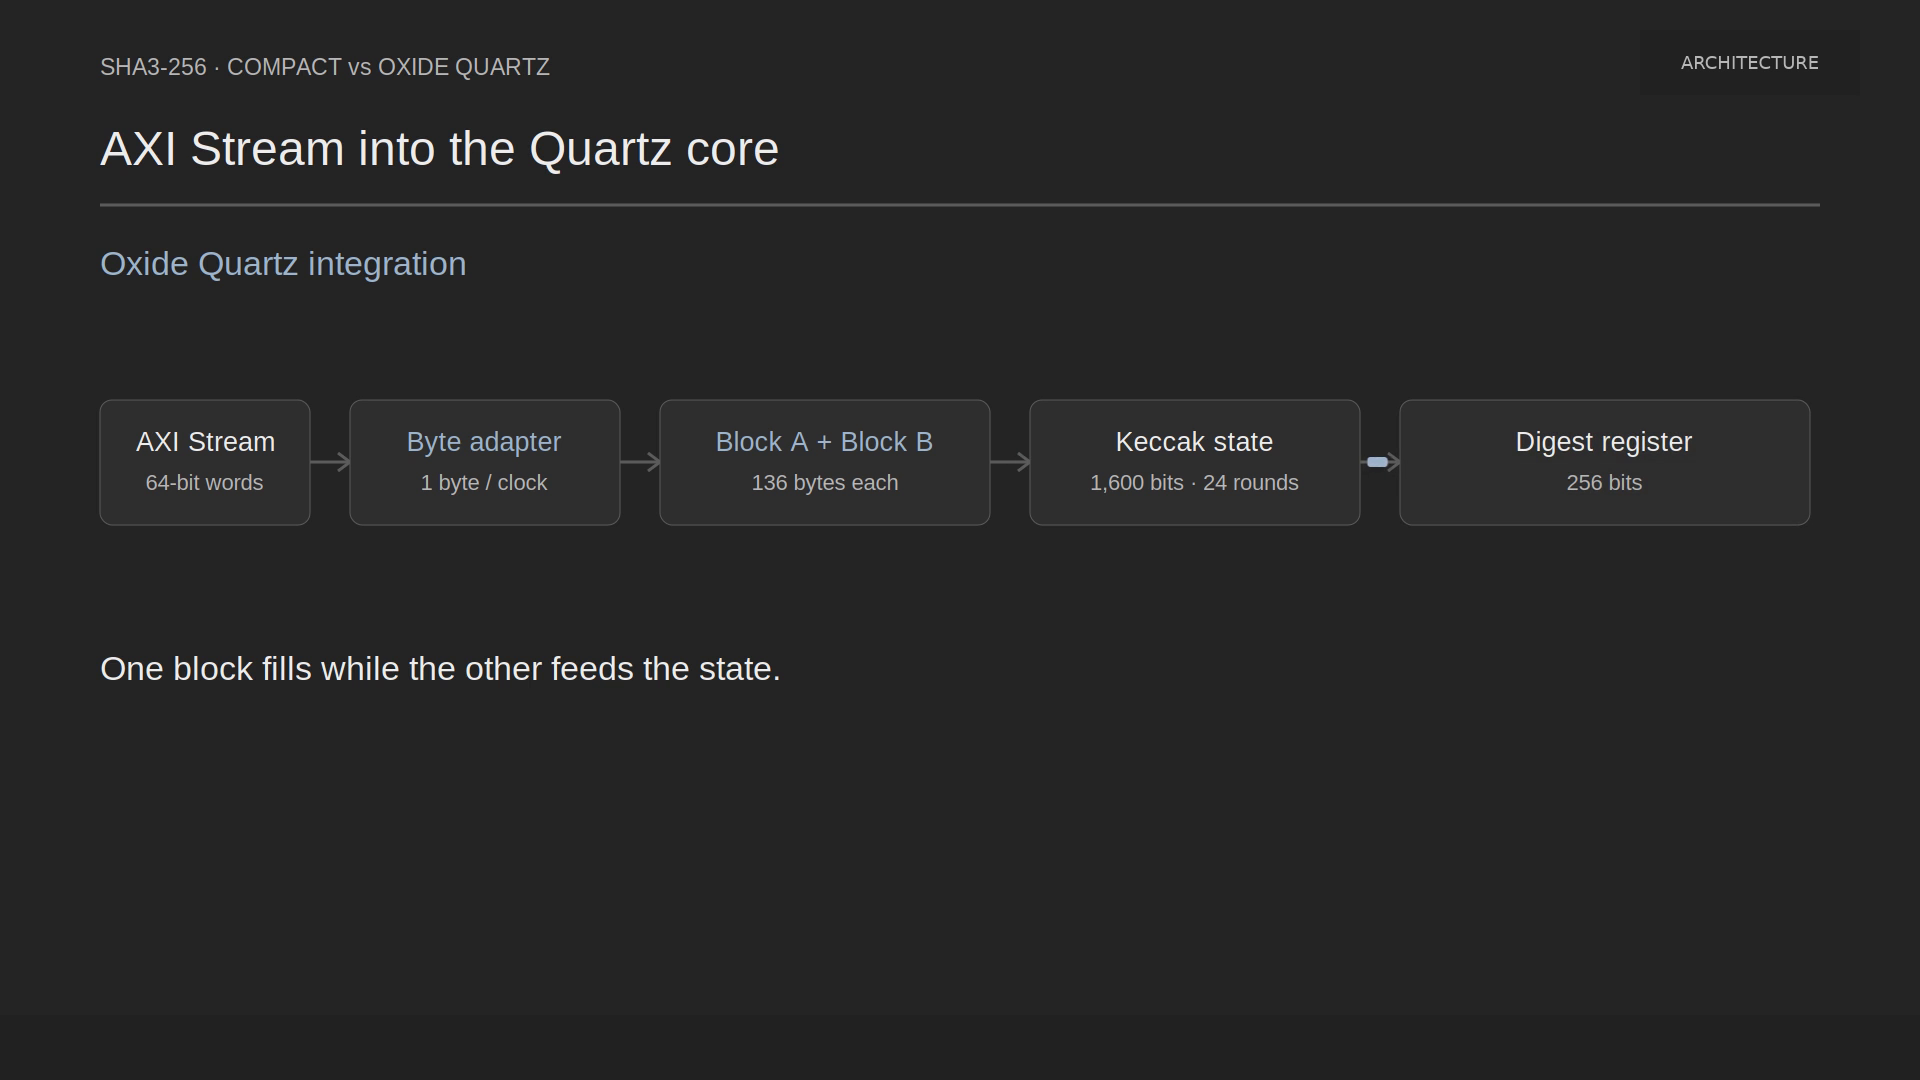 SHA3-256 · COMPACT vs OXIDE QUARTZ
ARCHITECTURE
AXI Stream into the Quartz core
Oxide Quartz integration
AXI Stream
64-bit words
Byte adapter
1 byte / clock
Block A + Block B
136 bytes each
Keccak state
1,600 bits · 24 rounds
Digest register
256 bits
One block fills while the other feeds the state.